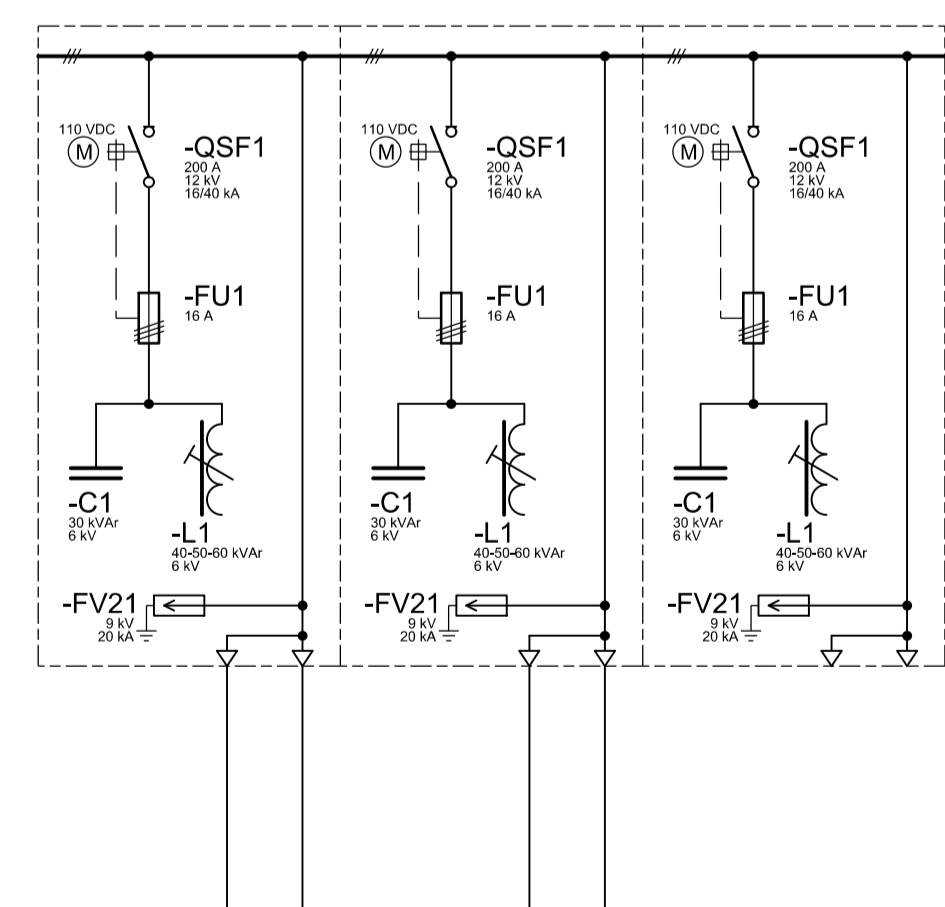 110 VDC
M
-QSF1
200 A
12 kV
16/40 kA
-FU1
16 A
-C1
30 kVAr
6 kV
-L1
40-50-60 kVAr
6 kV
-FV21
9 kV
20 kA
110 VDC
M
-QSF1
200 A
12 kV
16/40 kA
-FU1
16 A
-C1
30 kVAr
6 kV
-L1
40-50-60 kVAr
6 kV
-FV21
9 kV
20 kA
110 VDC
M
-QSF1
200 A
12 kV
16/40 kA
-FU1
16 A
-C1
30 kVAr
6 kV
-L1
40-50-60 kVAr
6 kV
-FV21
9 kV
20 kA